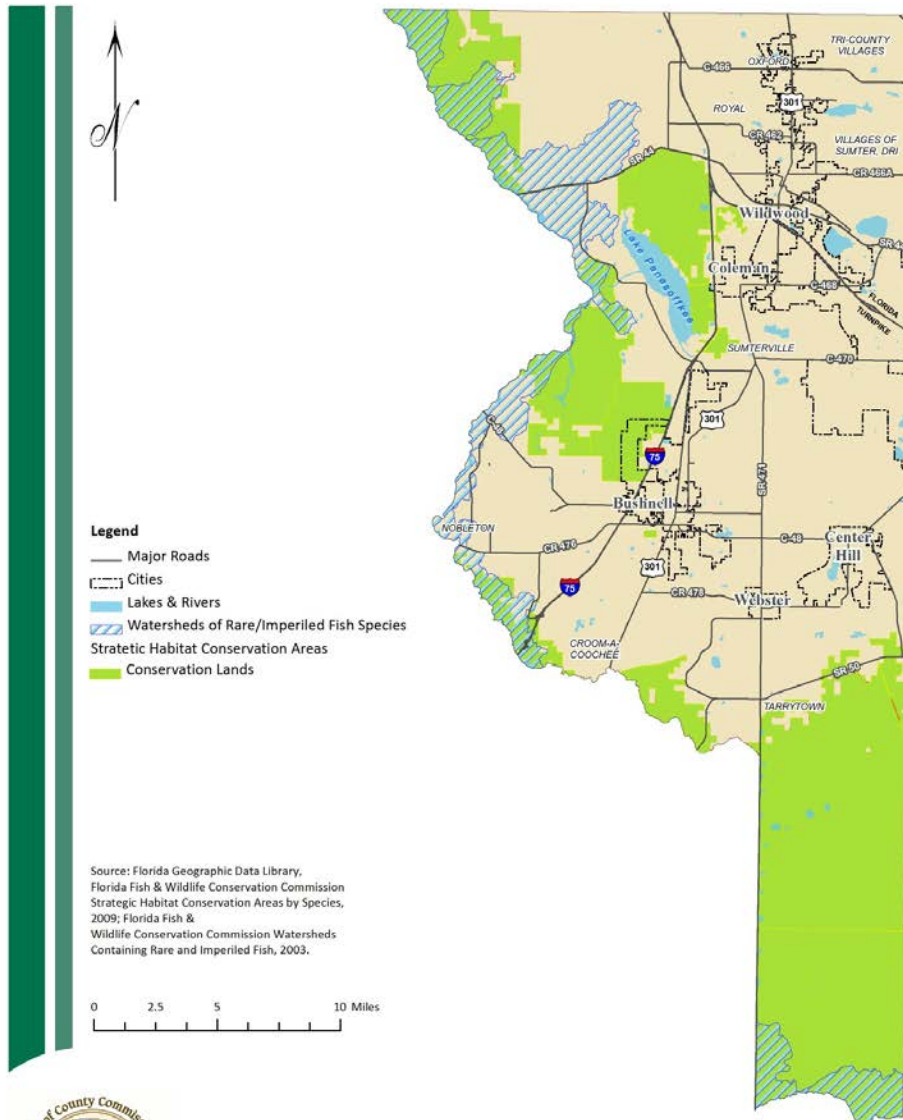 N
TRI-COUNTY
VILLAGES
OXFORD
C-466
301
ROYAL
CR 462
VILLAGES OF
SUMTER, DRI
SR 44
CR 466A
Wildwood
Lake Panasoffkee
Coleman
C-468
FLORIDA
TURNPIKE
SUMTERVILLE
C-470
301
C-48
75
SR 471
Bushnell
NOBLETON
CR 476
C-48
Center
Hill
301
75
CR 478
Webster
CROOM-A-
COOCHEE
SR 50
TARRYTOWN
Legend
Major Roads
Cities
Lakes & Rivers
Watersheds of Rare/Imperiled Fish Species
Stratetic Habitat Conservation Areas
Conservation Lands
Source: Florida Geographic Data Library,
Florida Fish & Wildlife Conservation Commission
Strategic Habitat Conservation Areas by Species,
2009; Florida Fish &
Wildlife Conservation Commission Watersheds
Containing Rare and Imperiled Fish, 2003.
0 2.5 5 10 Miles
of County Commis